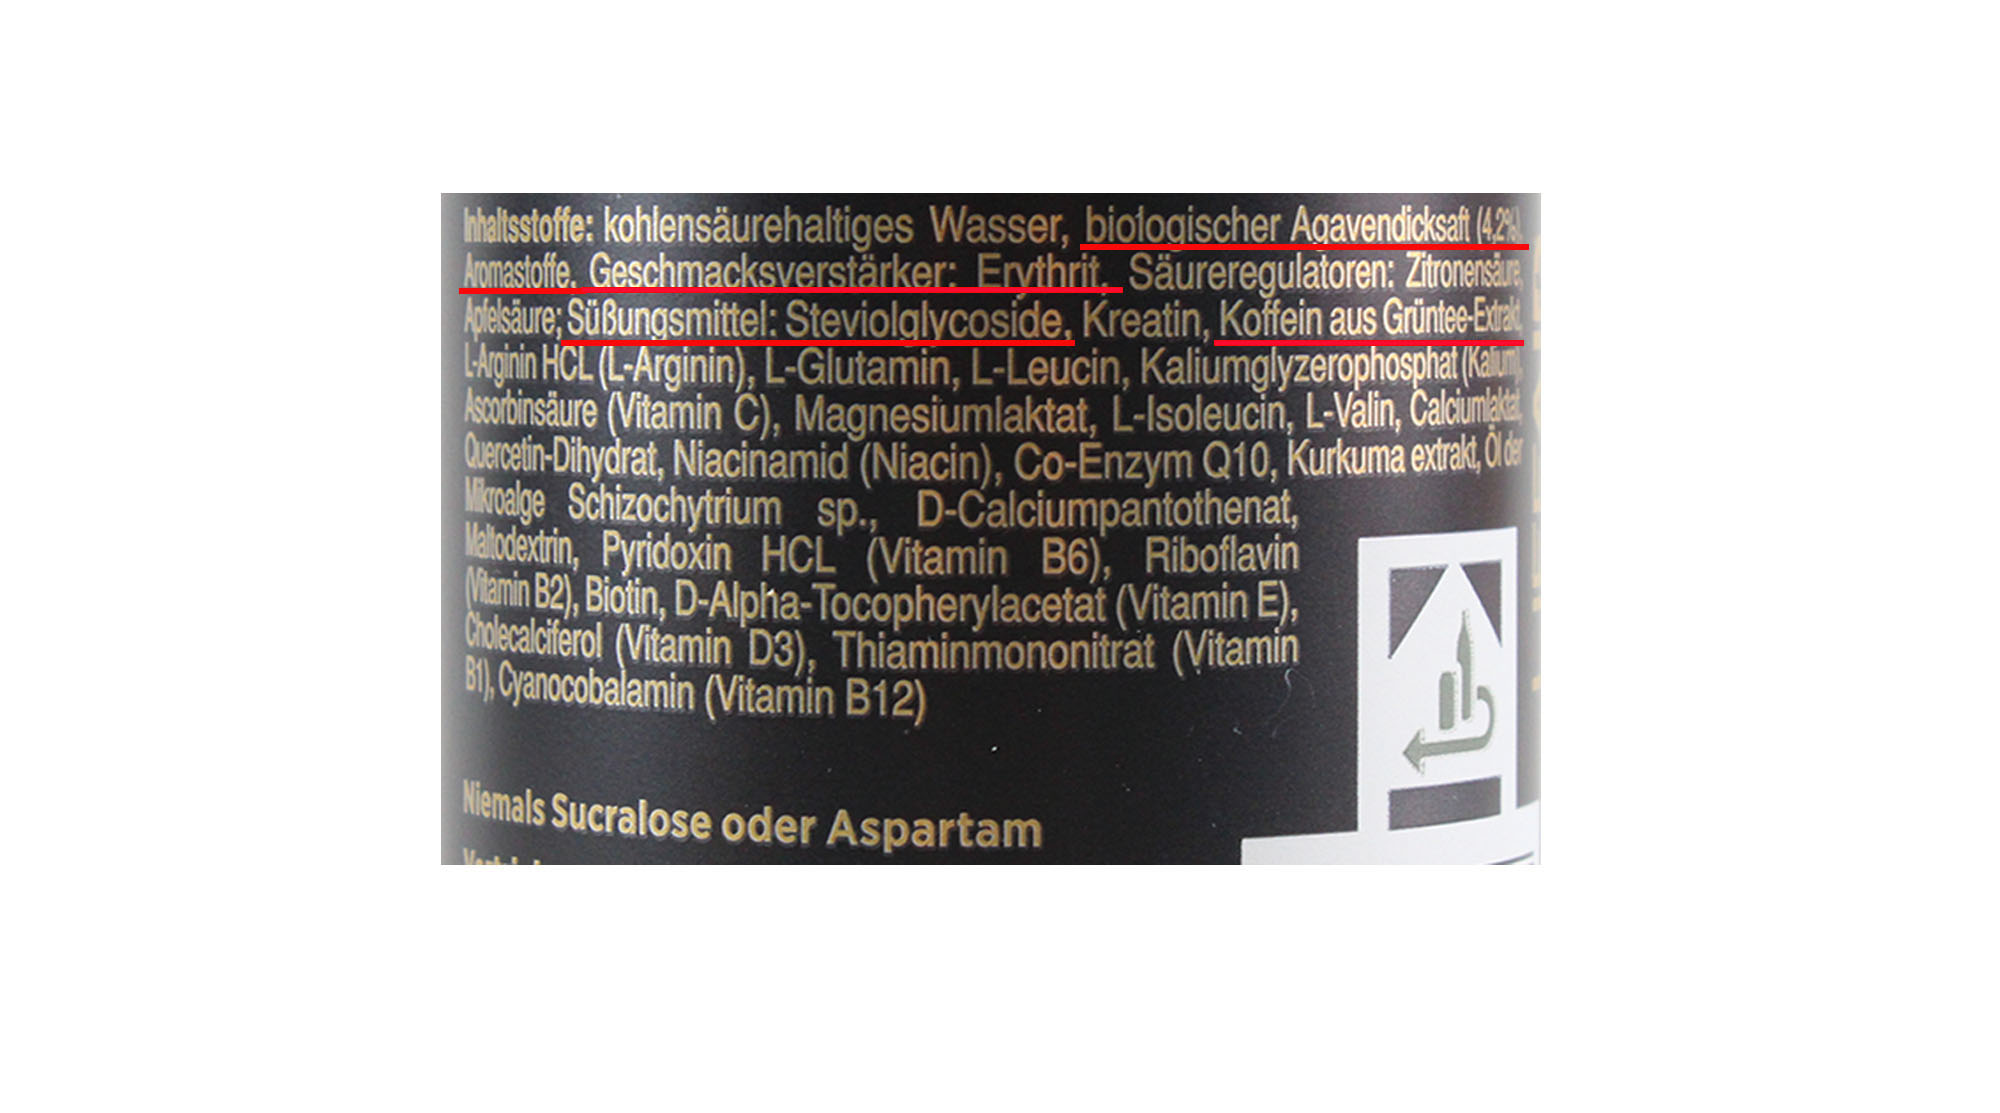 Inhaltsstoffe: kohlensäurehaltiges Wasser, biologischer Agavendicksaft (4,2%),
Aromastoffe, Geschmacksverstärker: Erythrit, Säureregulatoren: Zitronensäure,
Apfelsäure; Süßungsmittel: Steviolglycoside, Kreatin, Koffein aus Grüntee-Extrakt,
L-Arginin HCL (L-Arginin), L-Glutamin, L-Leucin, Kaliumglyzerophosphat (Kalium),
Ascorbinsäure (Vitamin C), Magnesiumlaktat, L-Isoleucin, L-Valin, Calciumlaktat,
Quercetin-Dihydrat, Niacinamid (Niacin), Co-Enzym Q10, Kurkuma extrakt, Öl der
Mikroalge Schizochytrium sp., D-Calciumpantothenat,
Maltodextrin, Pyridoxin HCL (Vitamin B6), Riboflavin
(Vitamin B2), Biotin, D-Alpha-Tocopherylacetat (Vitamin E),
Cholecalciferol (Vitamin D3), Thiaminmononitrat (Vitamin
B1), Cyanocobalamin (Vitamin B12)
Niemals Sucralose oder Aspartam